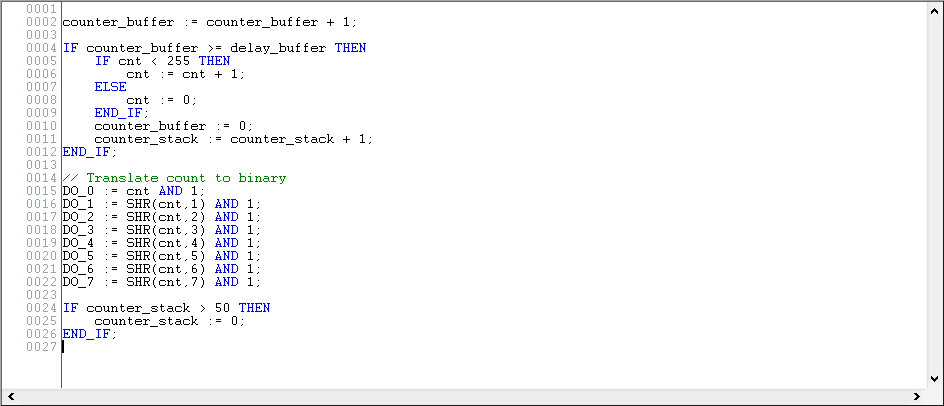 0001
0002 counter_buffer := counter_buffer + 1;
0003
0004 IF counter_buffer >= delay_buffer THEN
0005     IF cnt < 255 THEN
0006         cnt := cnt + 1;
0007     ELSE
0008         cnt := 0;
0009     END_IF;
0010     counter_buffer := 0;
0011     counter_stack := counter_stack + 1;
0012 END_IF;
0013
0014 // Translate count to binary
0015 DO_0 := cnt AND 1;
0016 DO_1 := SHR(cnt,1) AND 1;
0017 DO_2 := SHR(cnt,2) AND 1;
0018 DO_3 := SHR(cnt,3) AND 1;
0019 DO_4 := SHR(cnt,4) AND 1;
0020 DO_5 := SHR(cnt,5) AND 1;
0021 DO_6 := SHR(cnt,6) AND 1;
0022 DO_7 := SHR(cnt,7) AND 1;
0023
0024 IF counter_stack > 50 THEN
0025     counter_stack := 0;
0026 END_IF;
0027